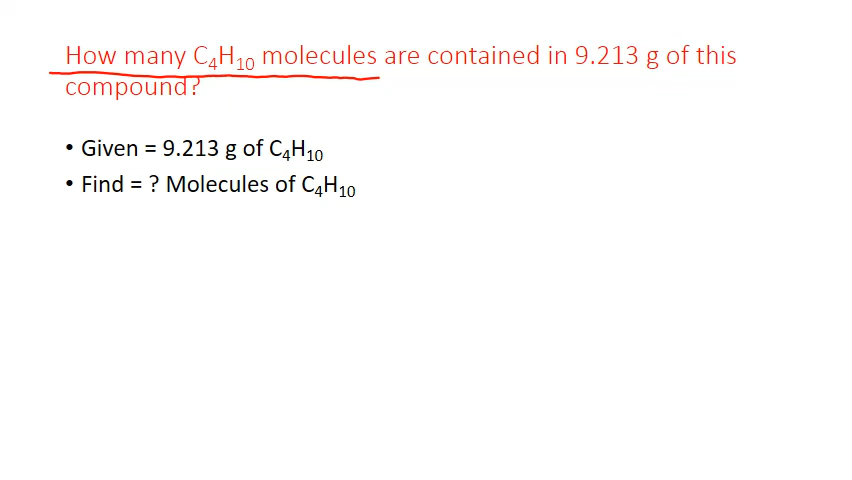 How many C₄H₁₀ molecules are contained in 9.213 g of this
compound?
• Given = 9.213 g of C₄H₁₀
• Find = ? Molecules of C₄H₁₀